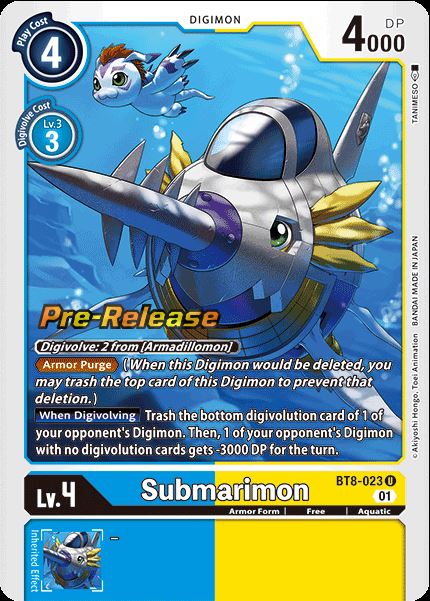 DIGIMON
Play Cost
4
DP
4000
Digivolve Cost
Lv.3
3
TANIMESO
Pre-Release
Digivolve: 2 from [Armadillomon]
Armor Purge (When this Digimon would be deleted, you
may trash the top card of this Digimon to prevent that
deletion.)
When Digivolving Trash the bottom digivolution card of 1 of
your opponent's Digimon. Then, 1 of your opponent's Digimon
with no digivolution cards gets -3000 DP for the turn.
©Akiyoshi Hongo, Toei Animation BANDAI MADE IN JAPAN
Lv.4
Submarimon
BT8-023 U
01
Armor Form | Free | Aquatic
Inherited Effect
–